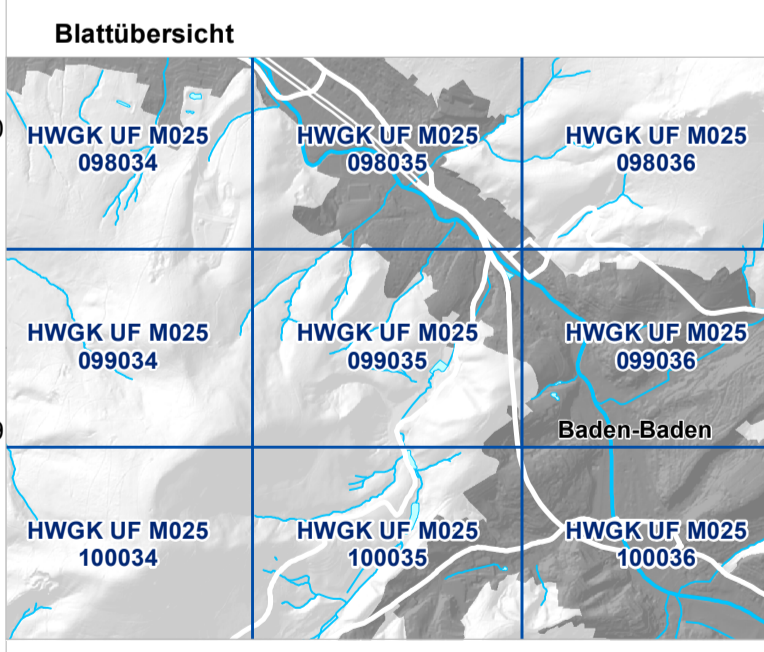 Blattübersicht
HWGK UF M025
098034
HWGK UF M025
098035
HWGK UF M025
098036
HWGK UF M025
099034
HWGK UF M025
099035
HWGK UF M025
099036
Baden-Baden
HWGK UF M025
100034
HWGK UF M025
100035
HWGK UF M025
100036